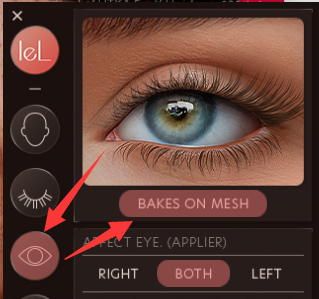 leL
BAKES ON MESH
AFFECT EYE. (APPLIER)
RIGHT BOTH LEFT